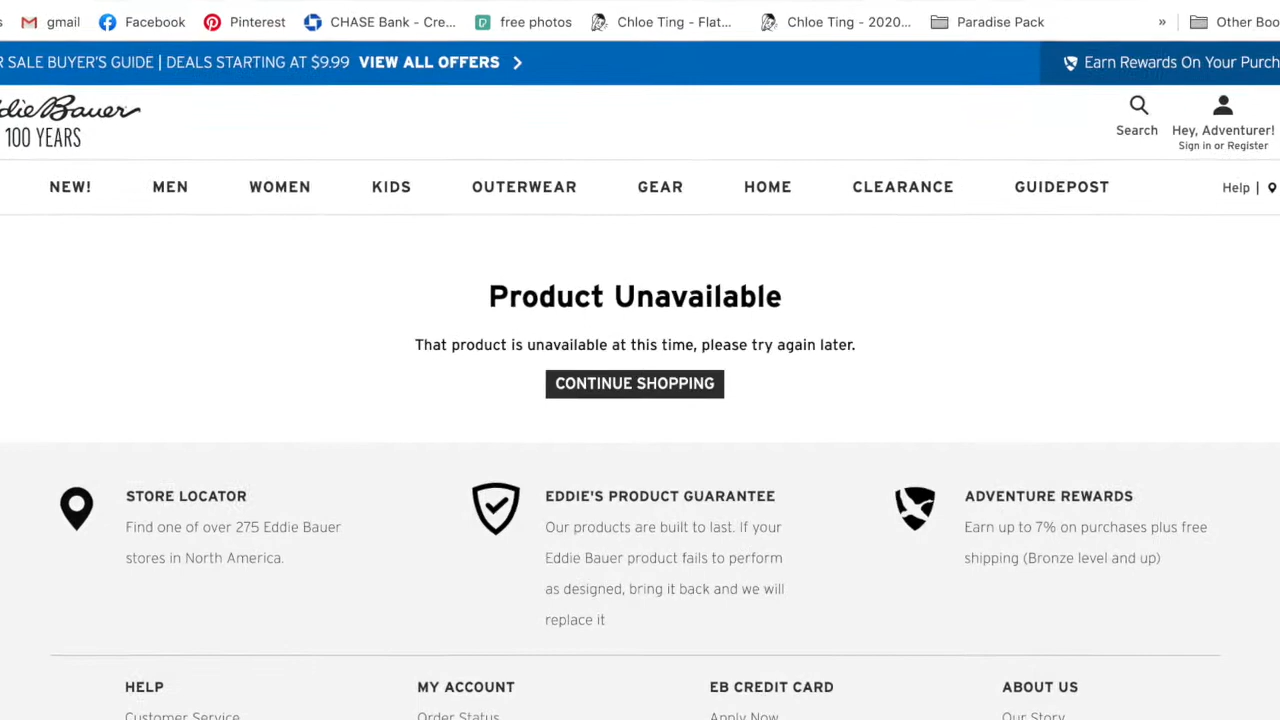 s gmail Facebook Pinterest CHASE Bank - Cre... free photos Chloe Ting - Flat... Chloe Ting - 2020... Paradise Pack » Other Boo
R SALE BUYER'S GUIDE | DEALS STARTING AT $9.99 VIEW ALL OFFERS Earn Rewards On Your Purch
die Bauer
100 YEARS
Search Hey, Adventurer!
Sign in or Register
NEW! MEN WOMEN KIDS OUTERWEAR GEAR HOME CLEARANCE GUIDEPOST Help |
Product Unavailable
That product is unavailable at this time, please try again later.
CONTINUE SHOPPING
STORE LOCATOR
Find one of over 275 Eddie Bauer
stores in North America.
EDDIE'S PRODUCT GUARANTEE
Our products are built to last. If your
Eddie Bauer product fails to perform
as designed, bring it back and we will
replace it
ADVENTURE REWARDS
Earn up to 7% on purchases plus free
shipping (Bronze level and up)
HELP MY ACCOUNT EB CREDIT CARD ABOUT US
Customer Service Order Status Apply Now Our Story